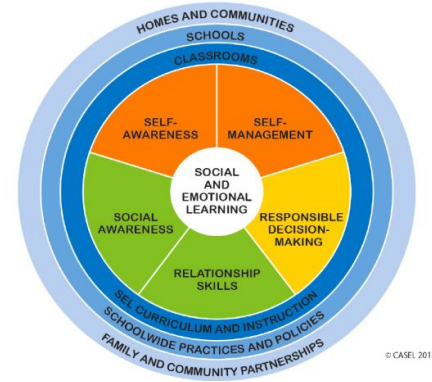 HOMES AND COMMUNITIES
SCHOOLS
CLASSROOMS
SELF-
AWARENESS
SELF-
MANAGEMENT
SOCIAL
AND
EMOTIONAL
LEARNING
SOCIAL
AWARENESS
RESPONSIBLE
DECISION-
MAKING
RELATIONSHIP
SKILLS
SEL CURRICULUM AND INSTRUCTION
SCHOOLWIDE PRACTICES AND POLICIES
FAMILY AND COMMUNITY PARTNERSHIPS
© CASEL 201